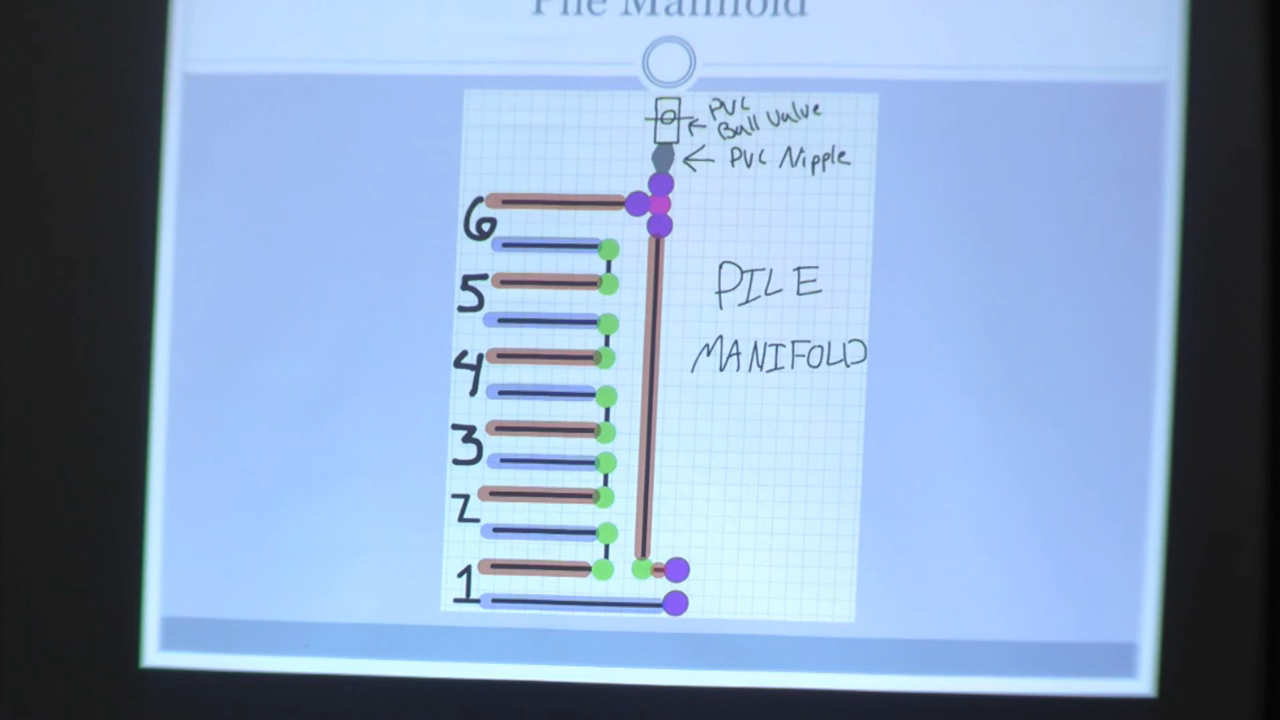 Pile Manifold
PVC
Ball Valve
PVC Nipple
6
5
PILE
4
MANIFOLD
3
2
1